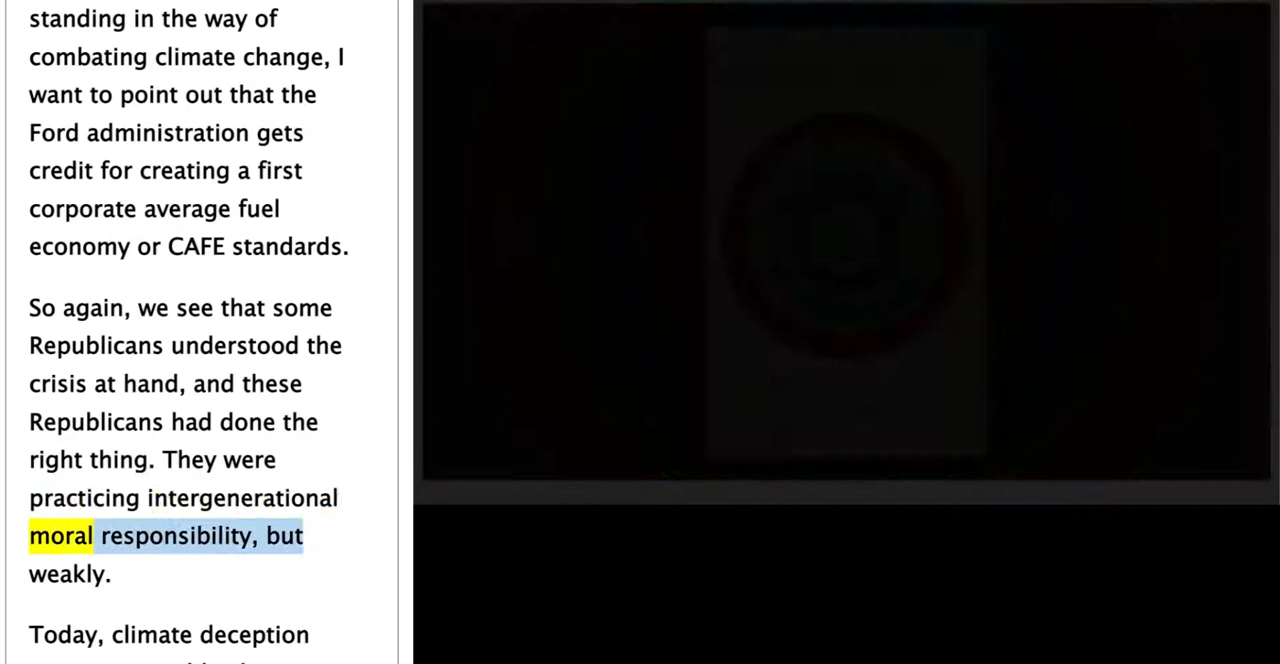 standing in the way of
combating climate change, I
want to point out that the
Ford administration gets
credit for creating a first
corporate average fuel
economy or CAFE standards.
So again, we see that some
Republicans understood the
crisis at hand, and these
Republicans had done the
right thing. They were
practicing intergenerational
moral responsibility, but
weakly.
Today, climate deception